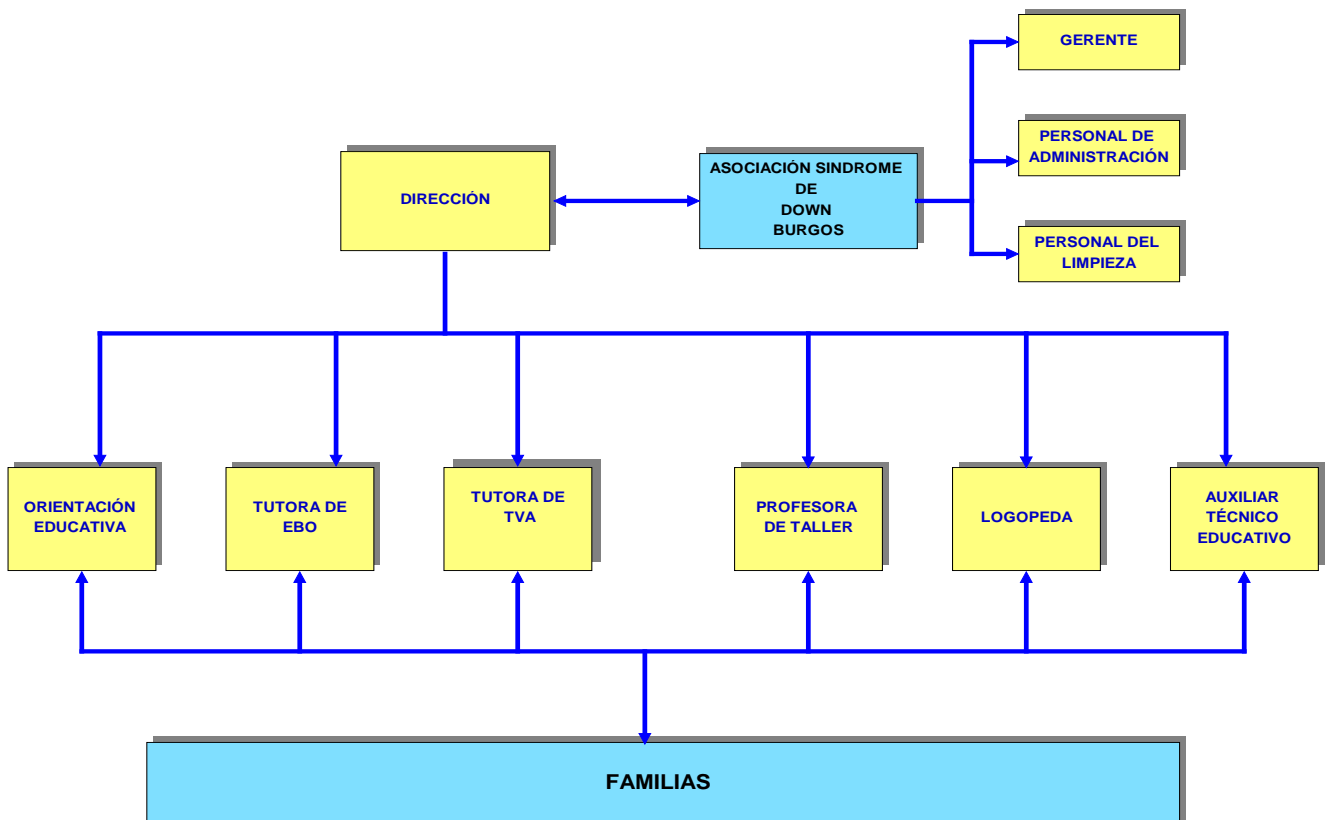 GERENTE
PERSONAL DE
ADMINISTRACIÓN
DIRECCIÓN
ASOCIACIÓN SINDROME
DE
DOWN
BURGOS
PERSONAL DEL
LIMPIEZA
ORIENTACIÓN
EDUCATIVA
TUTORA DE
EBO
TUTORA DE
TVA
PROFESORA
DE TALLER
LOGOPEDA
AUXILIAR
TÉCNICO
EDUCATIVO
FAMILIAS